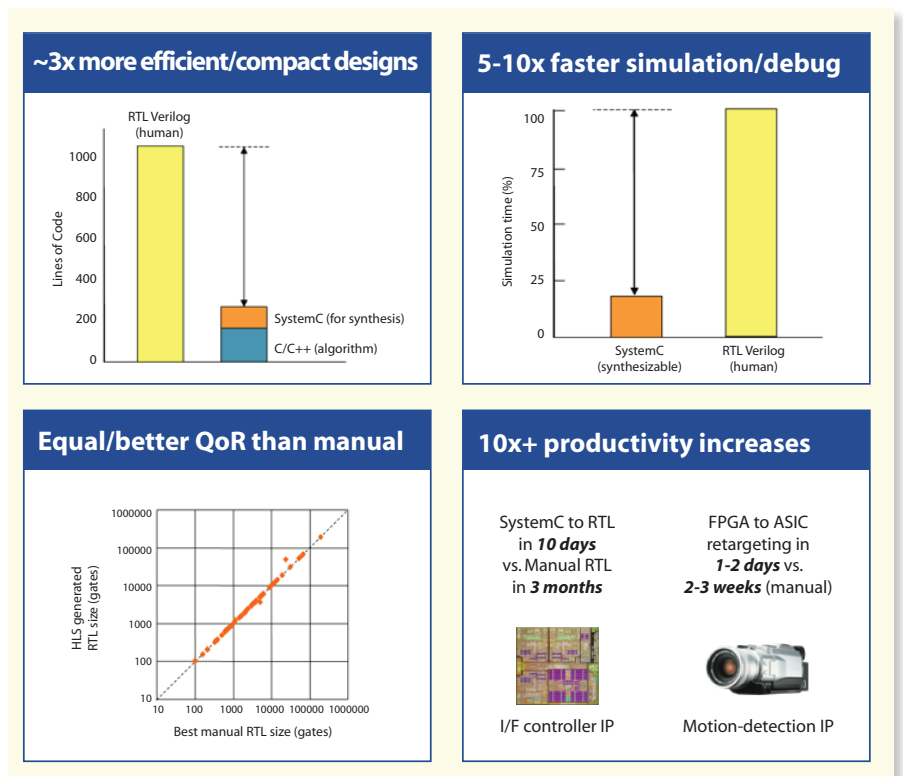 ~3x more efficient/compact designs
RTL Verilog
(human)
Lines of Code
1000
800
600
400
200
0
SystemC (for synthesis)
C/C++ (algorithm)
5-10x faster simulation/debug
Simulation time (%)
100
75
50
25
0
SystemC
(synthesizable)
RTL Verilog
(human)
Equal/better QoR than manual
HLS generated
RTL size (gates)
1000000
100000
10000
1000
100
10
10 100 1000 10000 100000 1000000
Best manual RTL size (gates)
10x+ productivity increases
SystemC to RTL
in 10 days
vs. Manual RTL
in 3 months
I/F controller IP
FPGA to ASIC
retargeting in
1-2 days vs.
2-3 weeks (manual)
Motion-detection IP